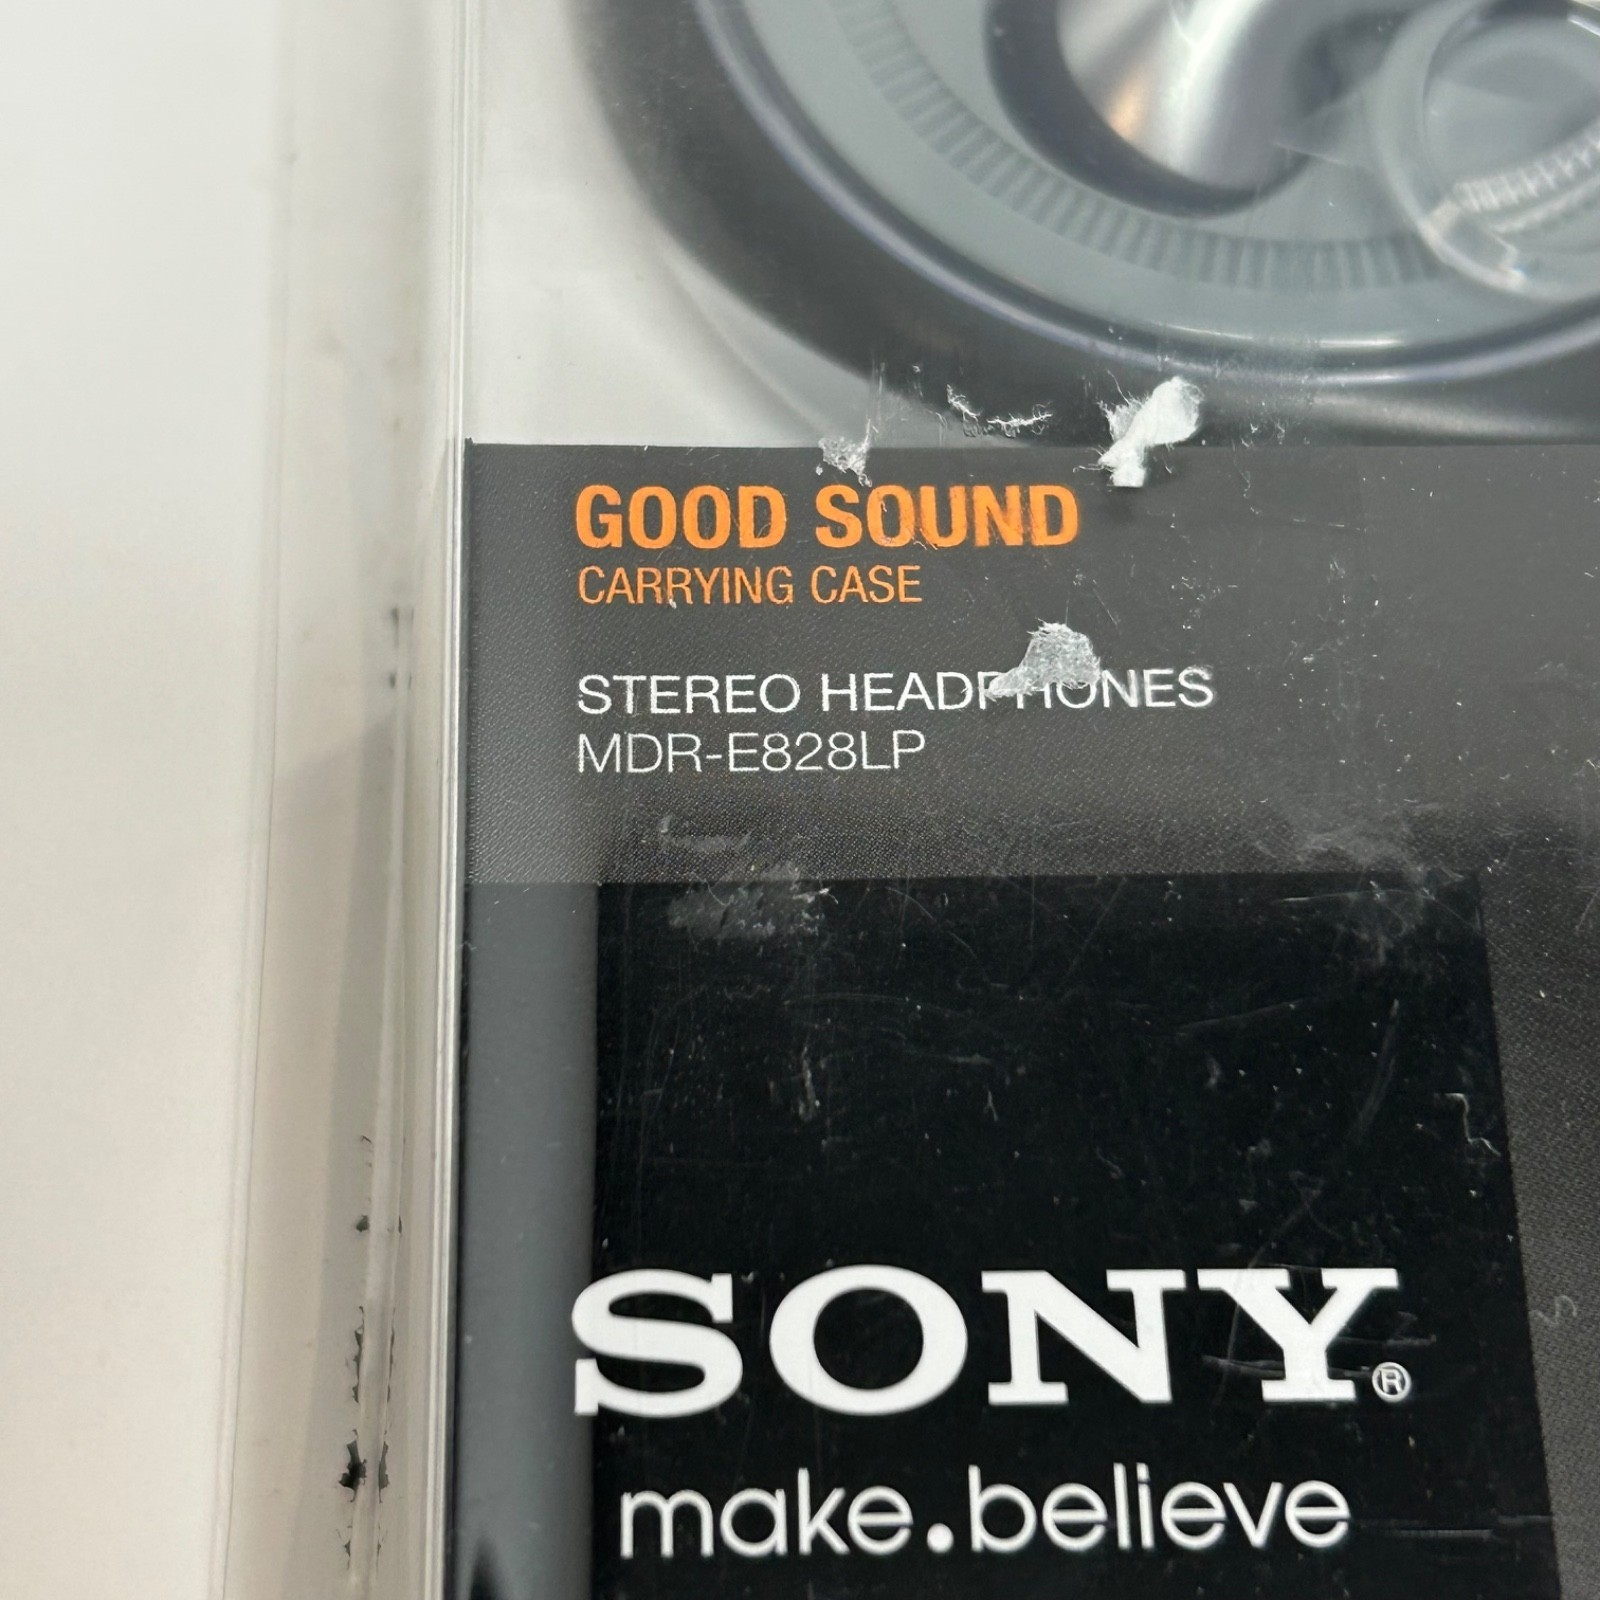 GOOD SOUND
CARRYING CASE
STEREO HEADPHONES
MDR-E828LP
SONY®
make.believe